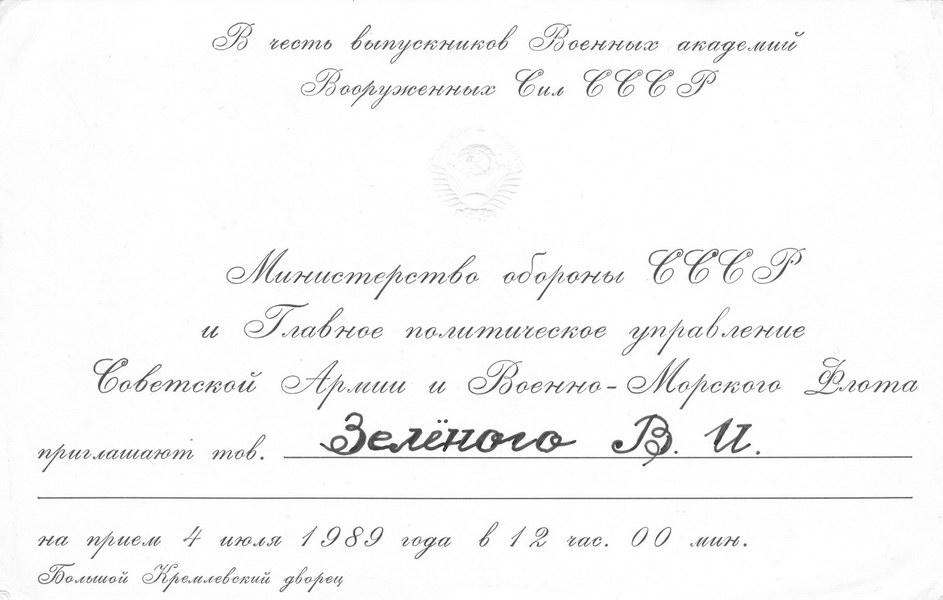 В честь выпускников Военных академий
Вооруженных Сил СССР
Министерство обороны СССР
и Главное политическое управление
Советской Армии и Военно-Морского Флота
приглашают тов. Зелёного В. И.
на прием 4 июля 1989 года в 12 час. 00 мин.
Большой Кремлевский дворец